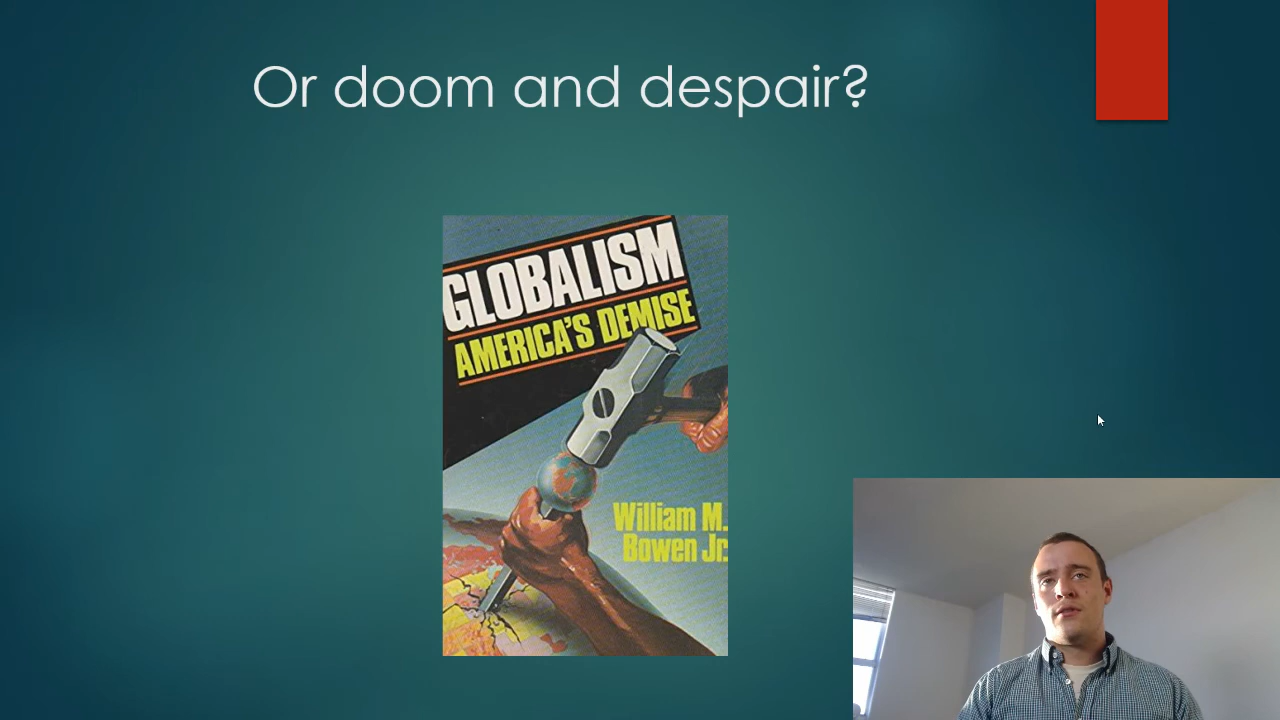 Or doom and despair?
GLOBALISM
AMERICA'S DEMISE
William M.
Bowen Jr.